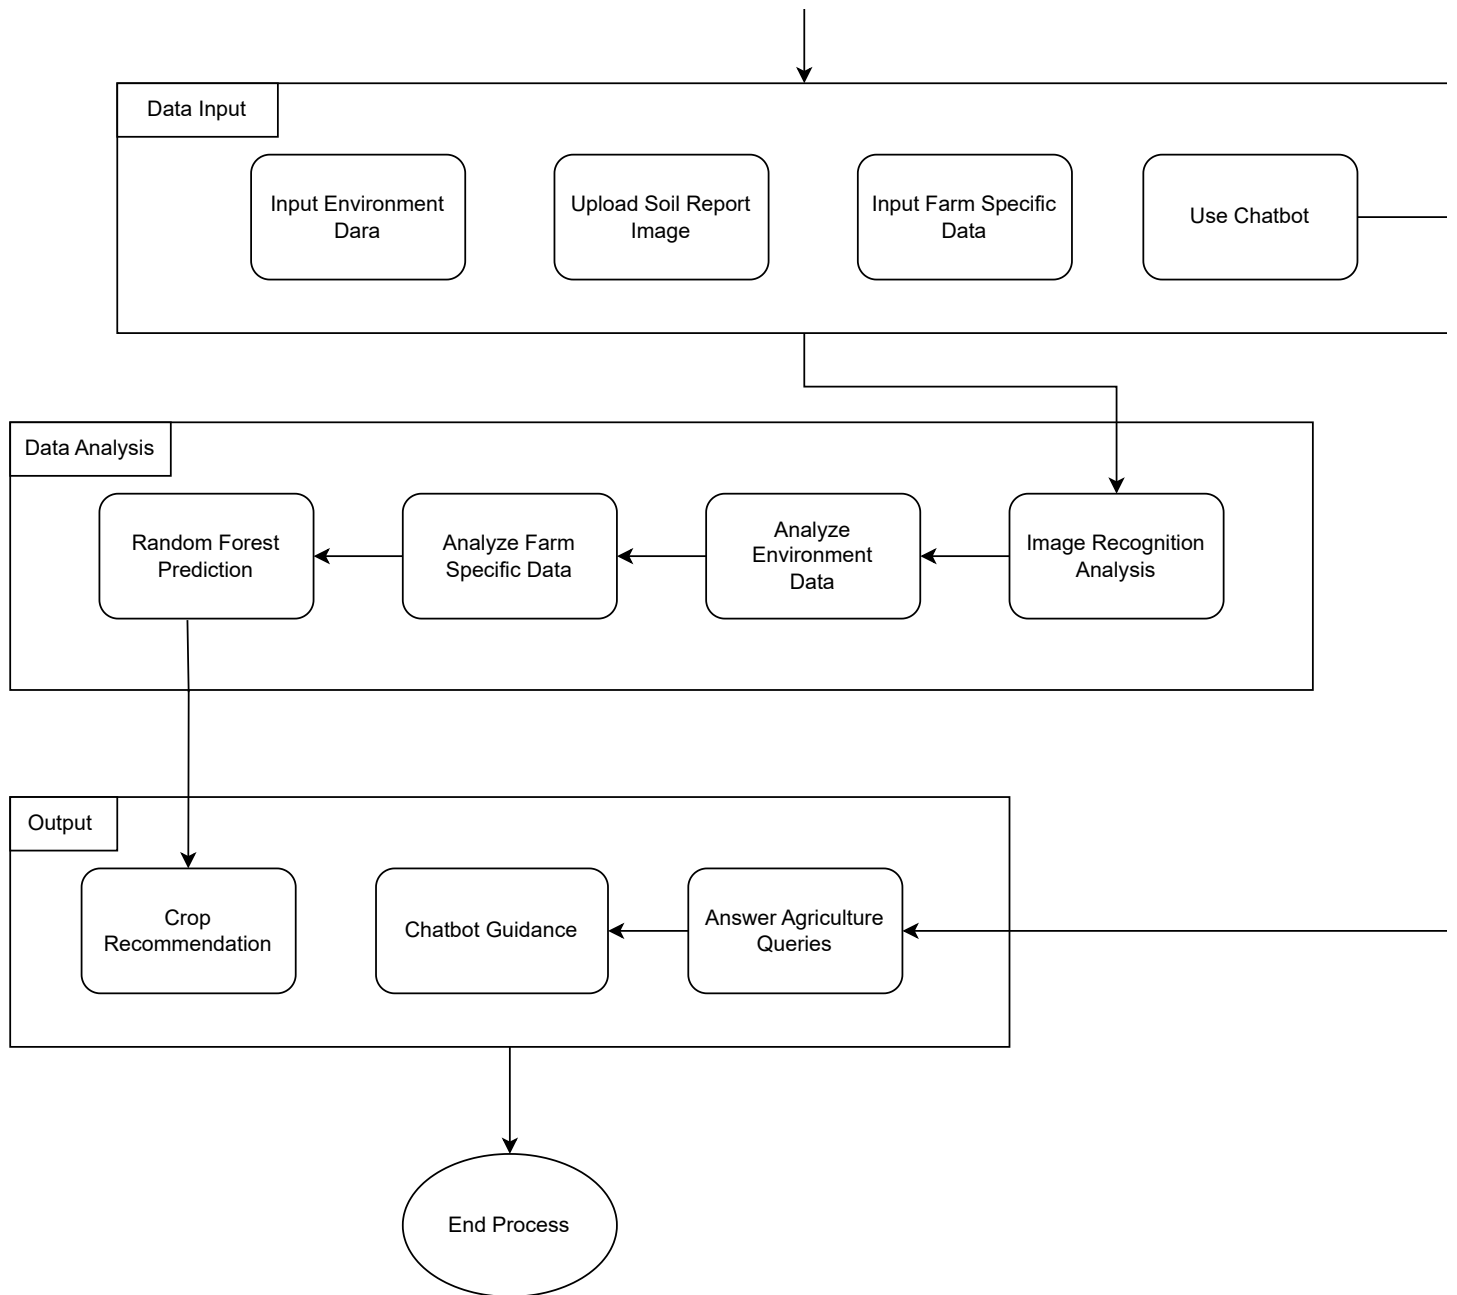 Data Input
Input Environment
Dara
Upload Soil Report
Image
Input Farm Specific
Data
Use Chatbot
Data Analysis
Random Forest
Prediction
Analyze Farm
Specific Data
Analyze
Environment
Data
Image Recognition
Analysis
Output
Crop
Recommendation
Chatbot Guidance
Answer Agriculture
Queries
End Process